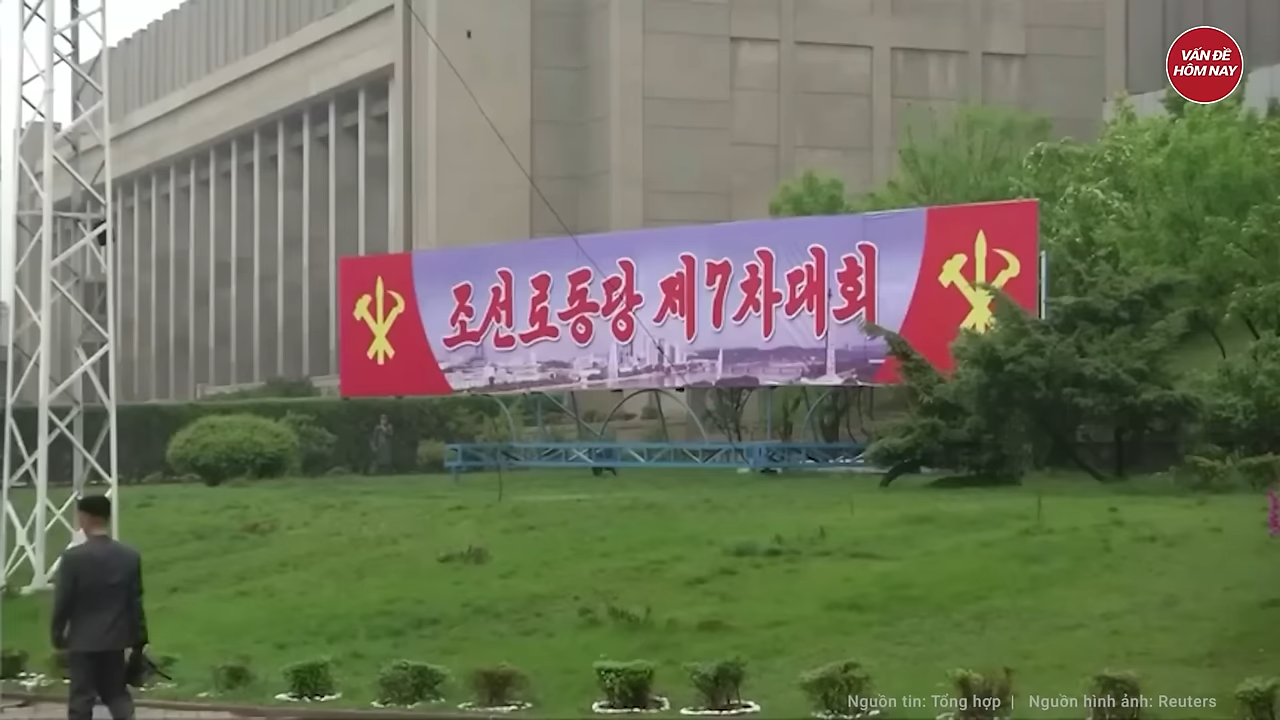 VẤN ĐỀ
HÔM NAY
조선로동당 제7차대회
Nguồn tin: Tổng hợp | Nguồn hình ảnh: Reuters